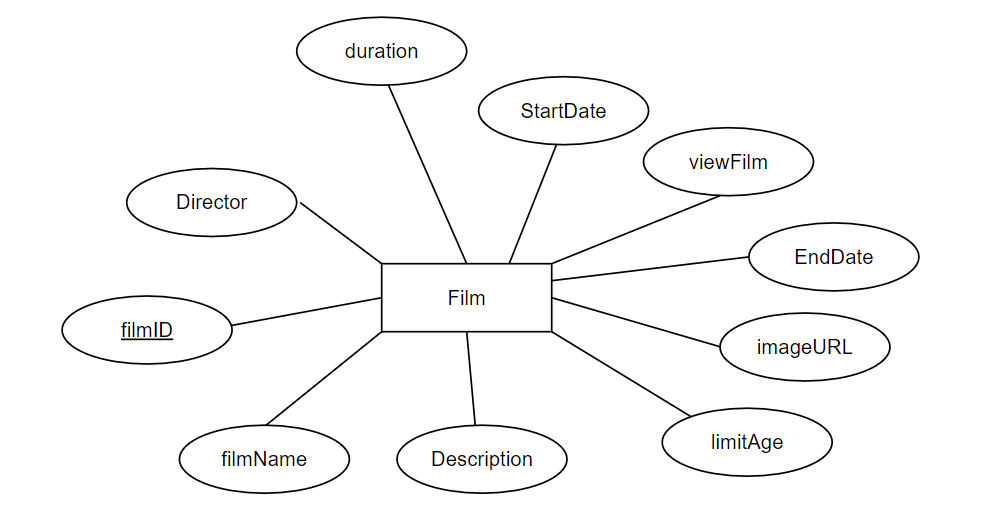 duration
StartDate
viewFilm
Director
EndDate
Film
filmID
imageURL
limitAge
filmName
Description